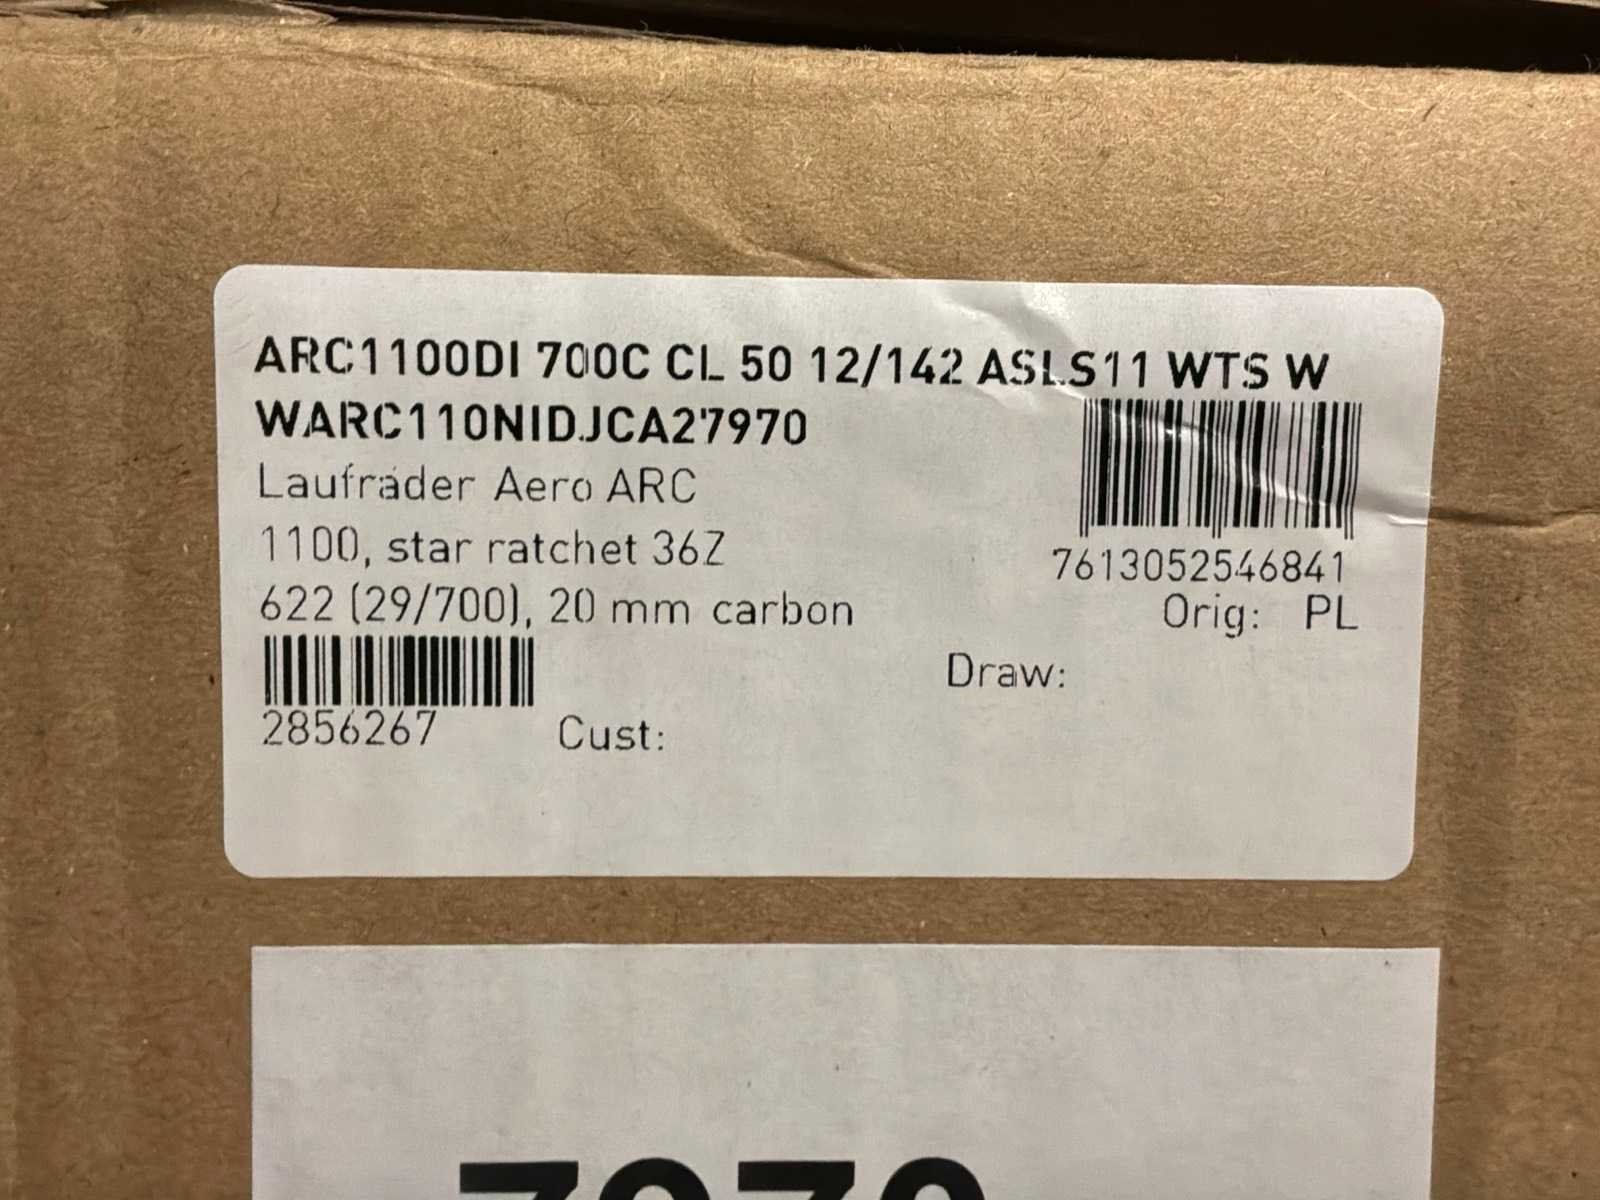 ARC1100DI 700C CL 50 12/142 ASLS11 WTS W
WARC110NIDJCA27970
Laufräder Aero ARC
1100, star ratchet 36Z
622 (29/700), 20 mm carbon
7613052546841
Orig: PL
Draw:
2856267
Cust: